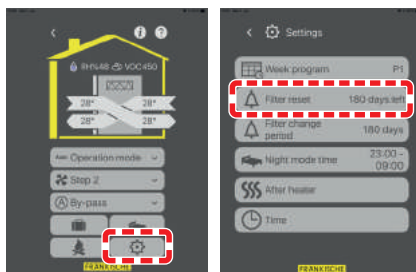 RH%48 VOC450
28° 28°
28° 28°
Auto Operation mode
Step 2
A By-pass
FRÄNKISCHE
Settings
Week program P1
Filter reset 180 days left
Filter change period 180 days
Night mode time 23:00 - 09:00
After heater
Time
FRÄNKISCHE